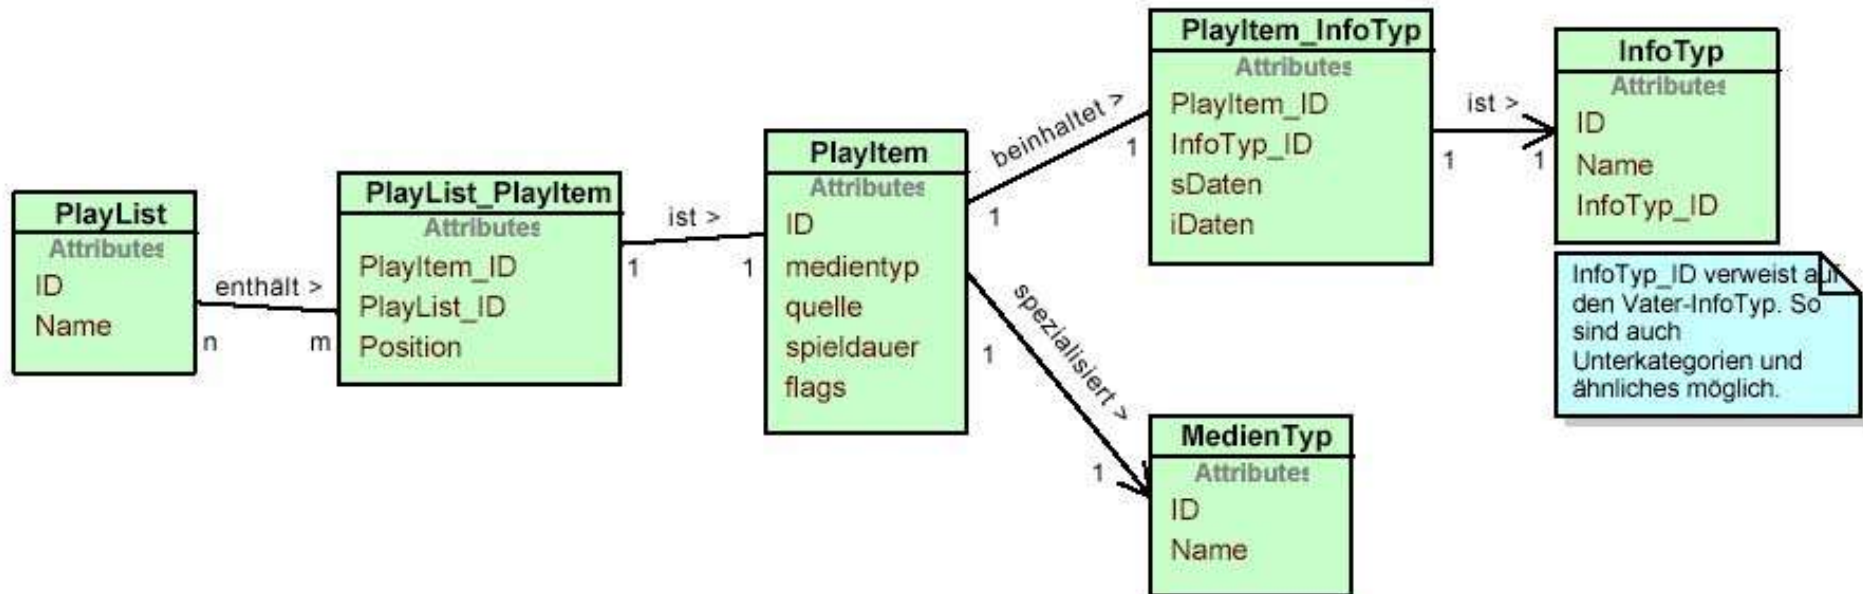 PlayList
Attributes
ID
Name
n
enthält >
m
PlayList_PlayItem
Attributes
PlayItem_ID
PlayList_ID
Position
1
ist >
1
PlayItem
Attributes
ID
medientyp
quelle
spieldauer
flags
1
beinhaltet >
1
PlayItem_InfoTyp
Attributes
PlayItem_ID
InfoTyp_ID
sDaten
iDaten
1
ist >
1
InfoTyp
Attributes
ID
Name
InfoTyp_ID
InfoTyp_ID verweist auf
den Vater-InfoTyp. So
sind auch
Unterkategorien und
ähnliches möglich.
1
spezialisiert >
1
MedienTyp
Attributes
ID
Name